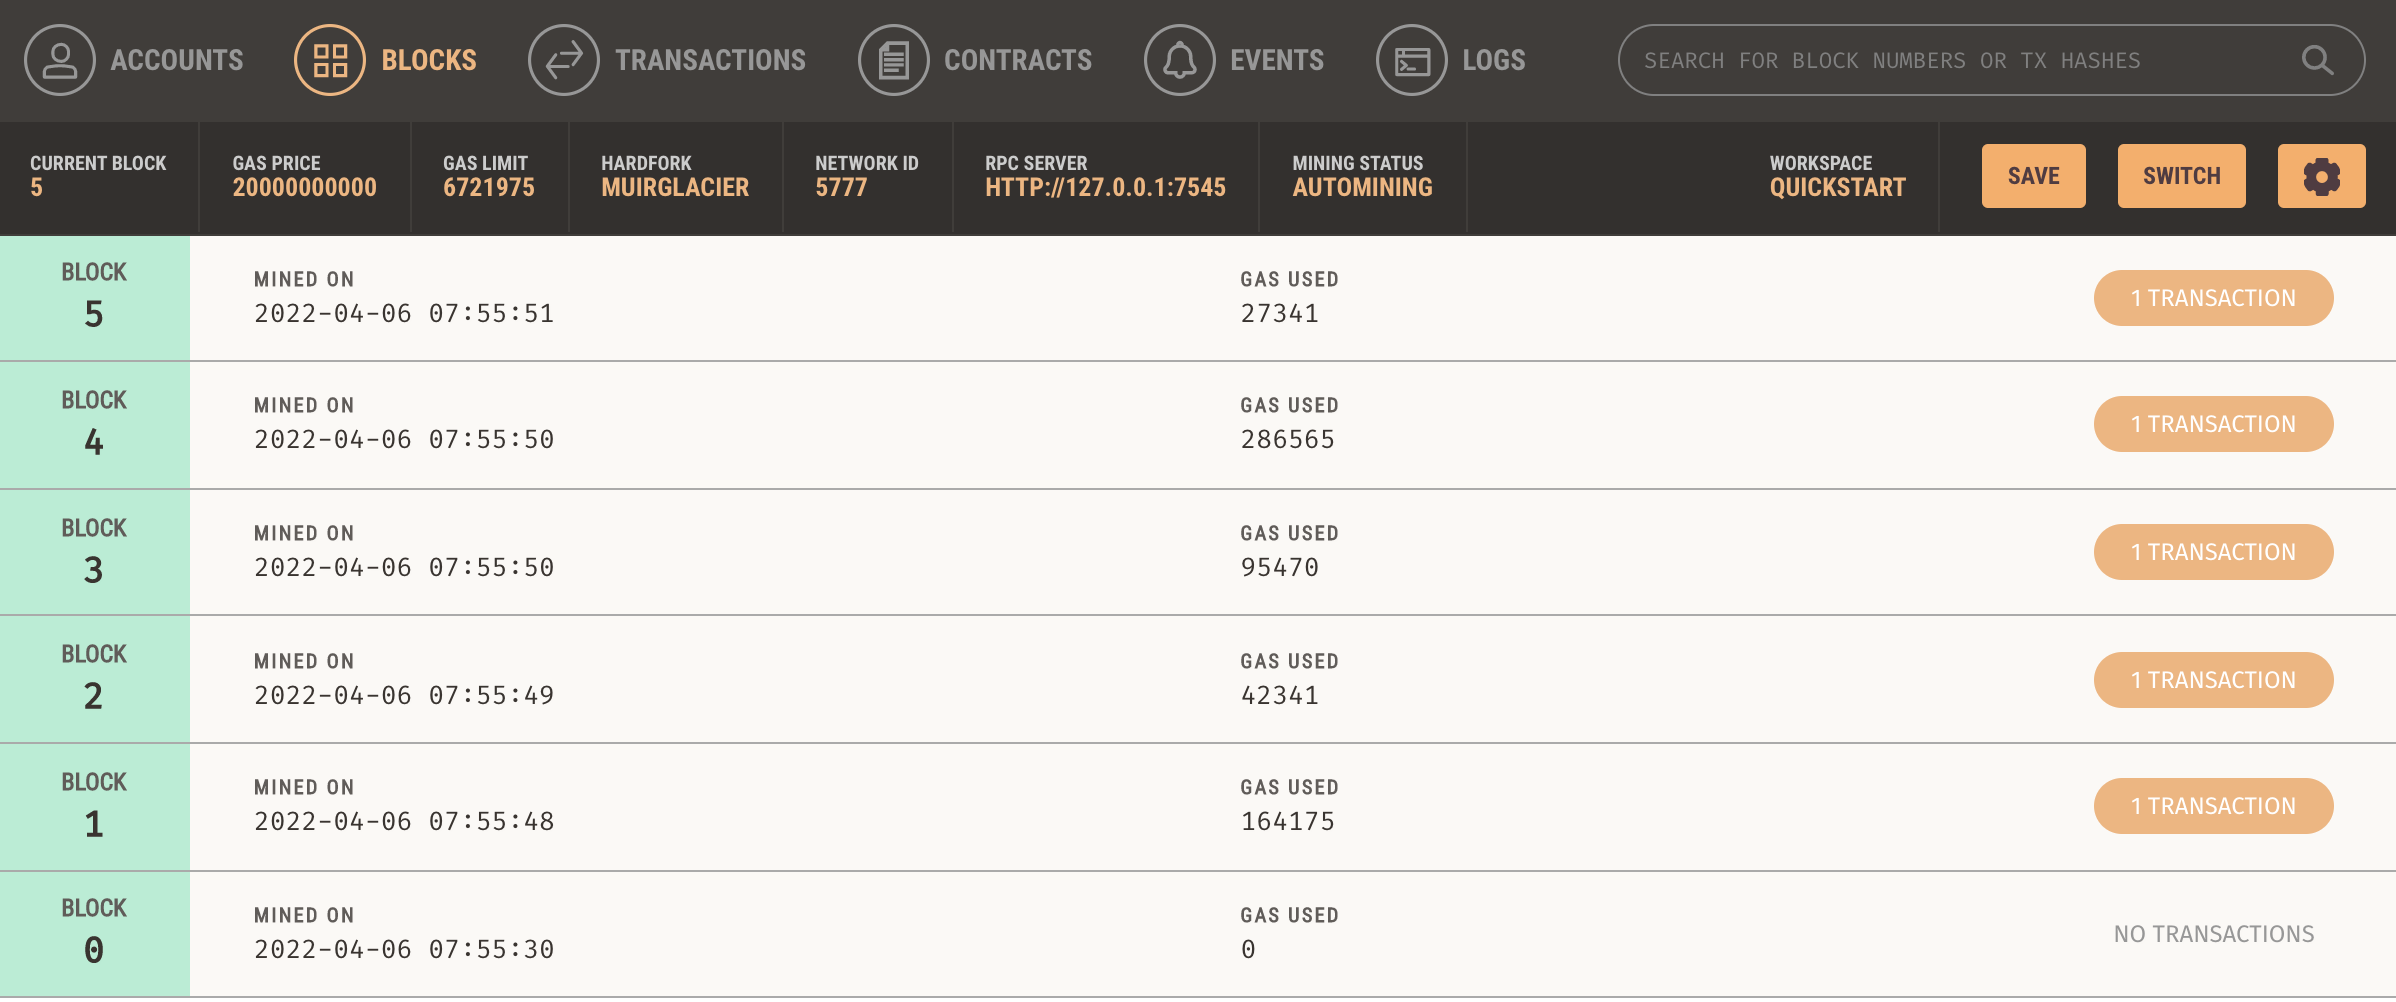 ACCOUNTS BLOCKS TRANSACTIONS CONTRACTS EVENTS LOGS SEARCH FOR BLOCK NUMBERS OR TX HASHES
CURRENT BLOCK GAS PRICE GAS LIMIT HARDFORK NETWORK ID RPC SERVER MINING STATUS WORKSPACE
5 20000000000 6721975 MUIRGLACIER 5777 HTTP://127.0.0.1:7545 AUTOMINING QUICKSTART SAVE SWITCH
BLOCK MINED ON GAS USED
5 2022-04-06 07:55:51 27341 1 TRANSACTION
BLOCK MINED ON GAS USED
4 2022-04-06 07:55:50 286565 1 TRANSACTION
BLOCK MINED ON GAS USED
3 2022-04-06 07:55:50 95470 1 TRANSACTION
BLOCK MINED ON GAS USED
2 2022-04-06 07:55:49 42341 1 TRANSACTION
BLOCK MINED ON GAS USED
1 2022-04-06 07:55:48 164175 1 TRANSACTION
BLOCK MINED ON GAS USED
0 2022-04-06 07:55:30 0 NO TRANSACTIONS